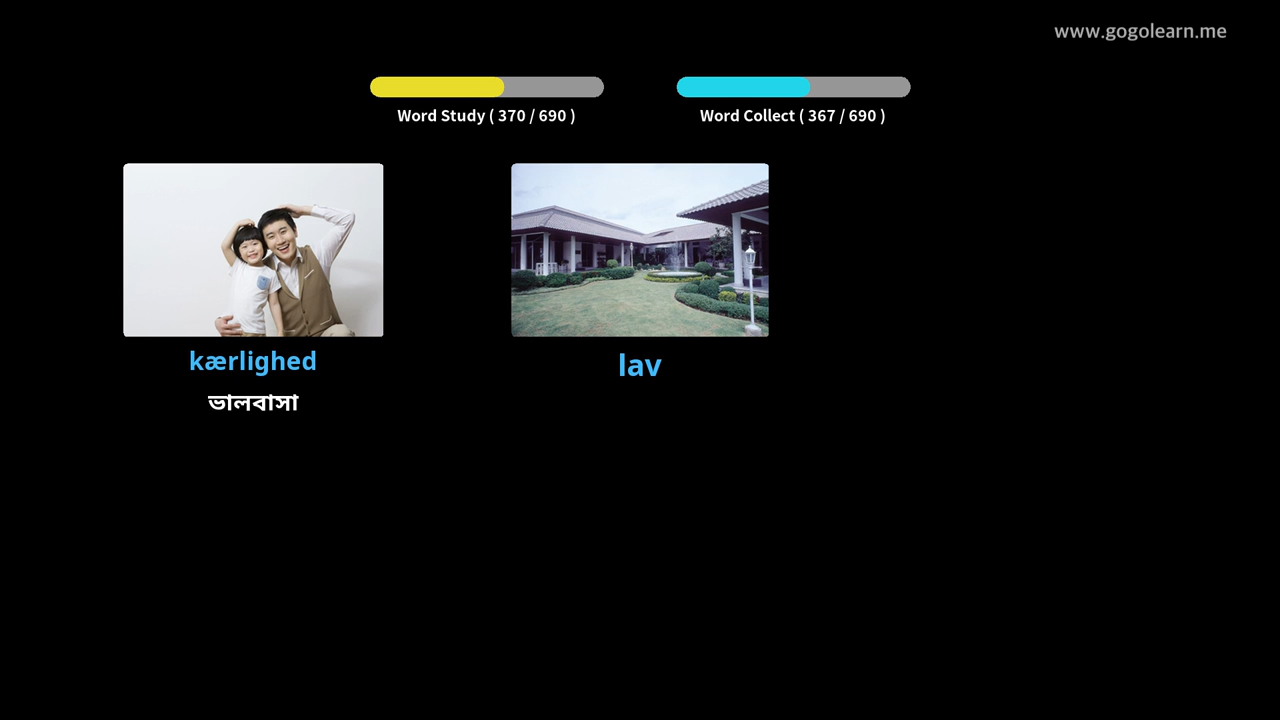 www.gogolearn.me
Word Study ( 370 / 690 )
Word Collect ( 367 / 690 )
kærlighed
ভালবাসা
lav